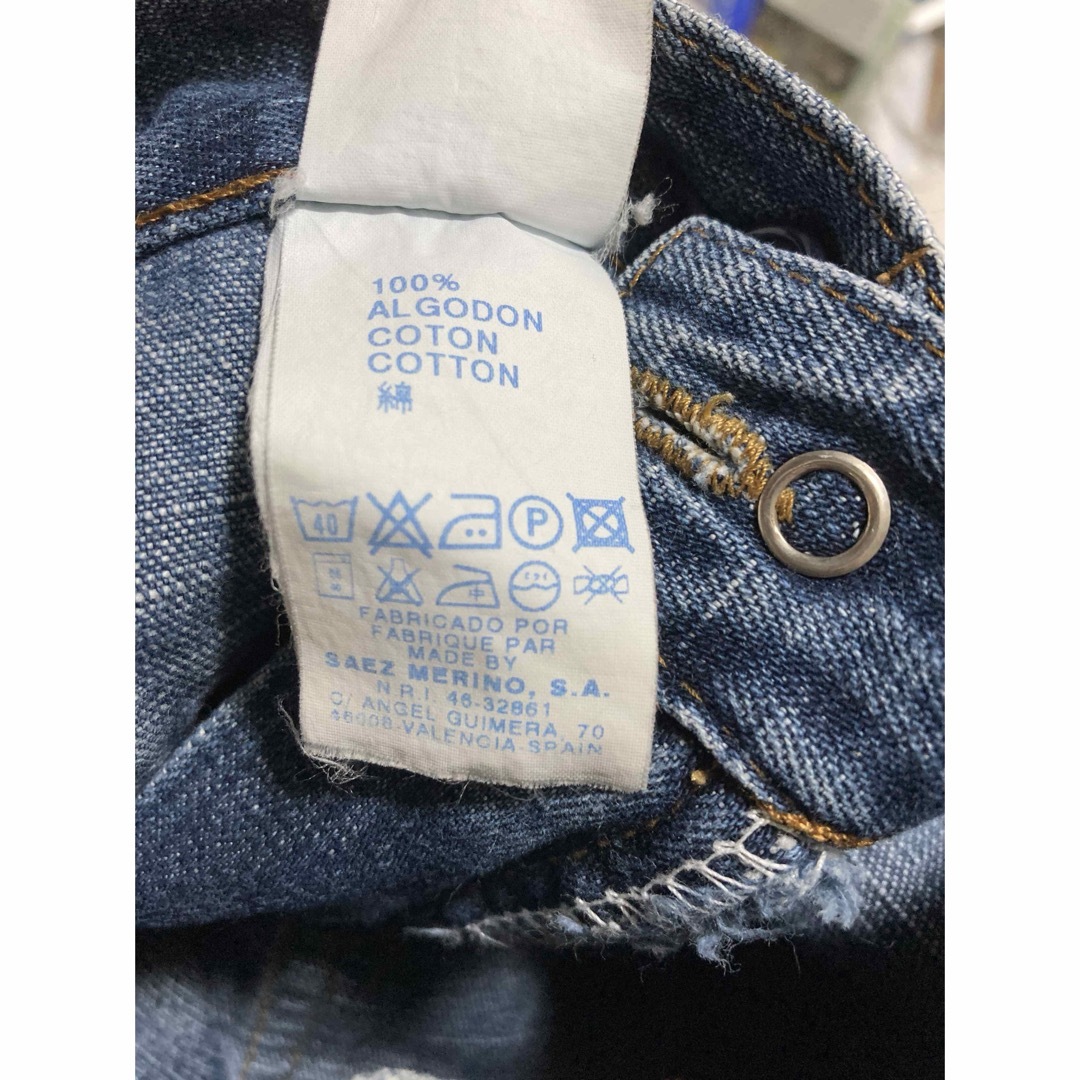 100%
ALGODON
COTON
COTTON
綿
40 P
中
FABRICADO POR
FABRIQUE PAR
MADE BY
SAEZ MERINO, S.A.
N.R.I. 46-32861
C/ ANGEL GUIMERA, 70
46008-VALENCIA-SPAIN